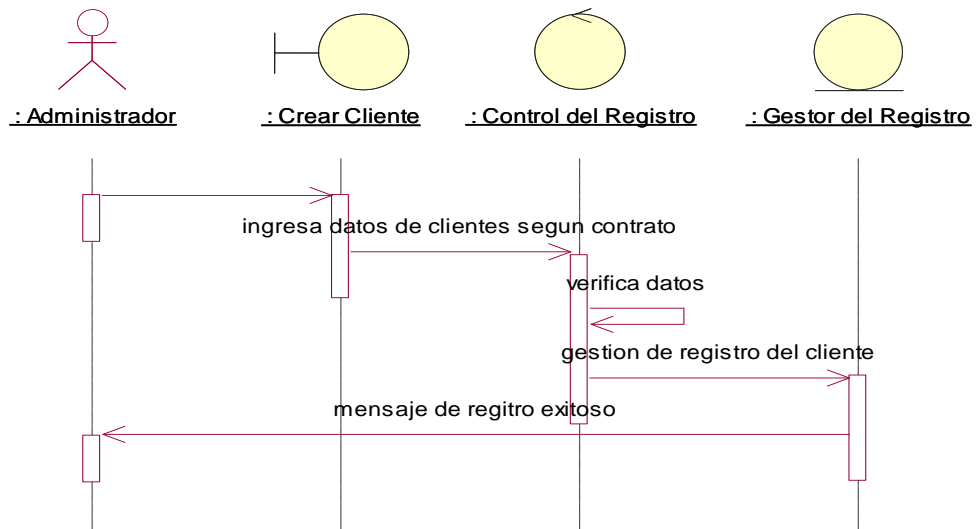 : Administrador
: Crear Cliente
: Control del Registro
: Gestor del Registro
ingresa datos de clientes segun contrato
verifica datos
gestion de registro del cliente
mensaje de regitro exitoso